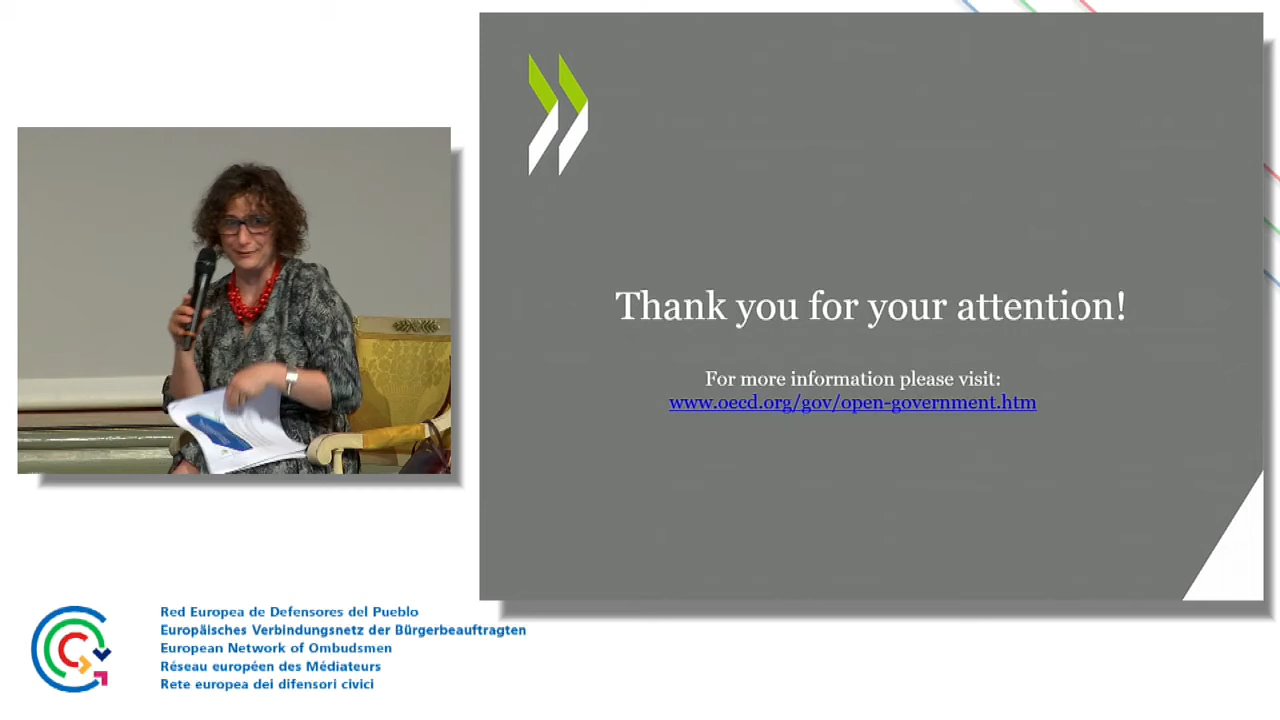 Thank you for your attention!
For more information please visit:
www.oecd.org/gov/open-government.htm
Red Europea de Defensores del Pueblo
Europäisches Verbindungsnetz der Bürgerbeauftragten
European Network of Ombudsmen
Réseau européen des Médiateurs
Rete europea dei difensori civici